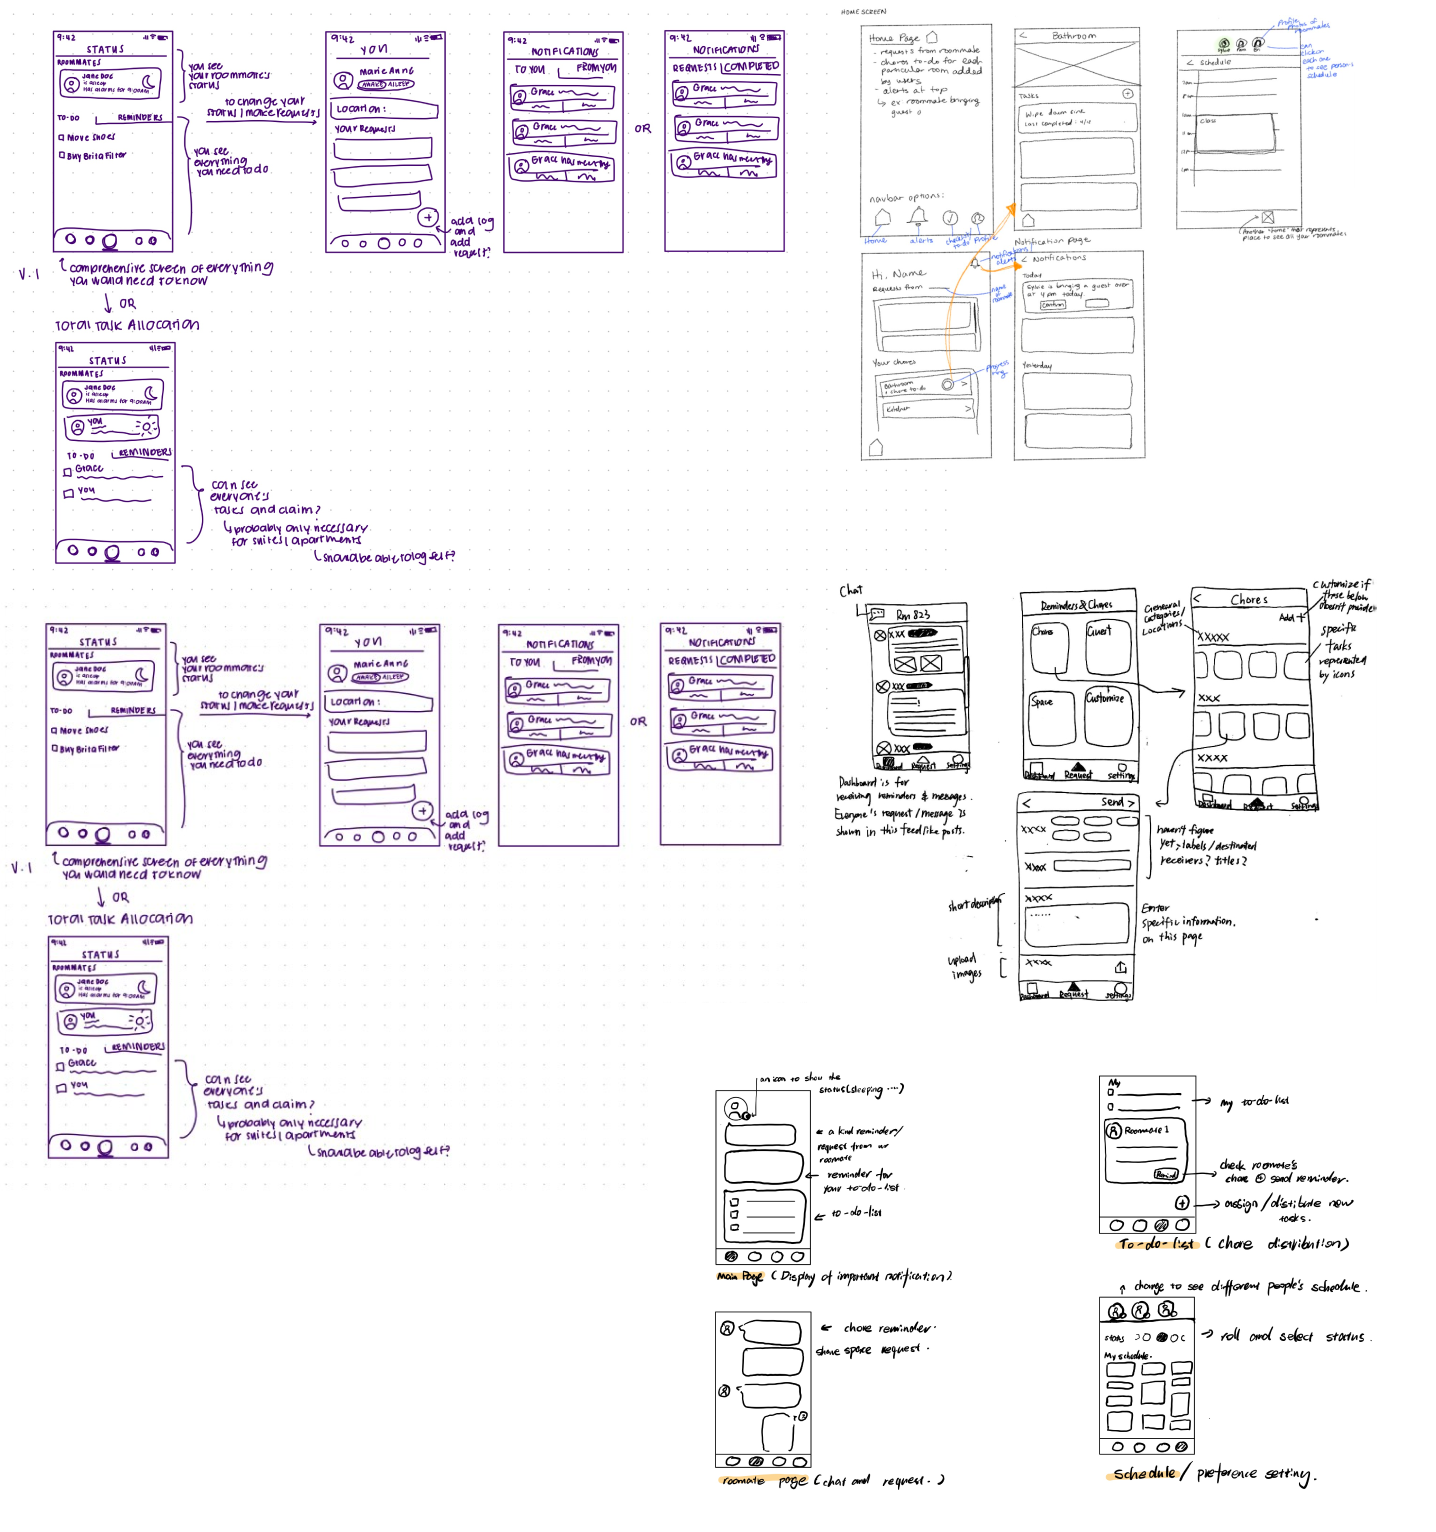 9:42
STATUS
ROOMMATES
Jane Doe
is asleep
Has alarms for 9:00AM
TO-DO
REMINDERS
Move Shoes
Buy Brita Filter
you see
your roommate's
status
to change your
status / make requests
you see
everything
you need to do
9:42
YOU
Marie Anne
AWAKE
ASLEEP
Location:
Your Requests
+
add log
and
add
request?
9:42
NOTIFICATIONS
TO YOU
FROM YOU
Grace
Grace
Grace has
OR
9:42
NOTIFICATIONS
REQUESTS
COMPLETED
Grace
Grace
Grace has
V.1
comprehensive screen of everything
you would need to know
OR
Total Talk Allocation
9:42
STATUS
ROOMMATES
Jane Doe
is asleep
Has alarms for 9:00AM
YOU
TO-DO
REMINDERS
Grace
YOU
can see
everyone's
tasks and claim?
probably only necessary
for suites / apartments
should be able to log self?
HOME SCREEN
Home Page
- requests from roommate
- chores to-do for each
particular room added
by users
- alerts at top
ex roommate bringing
guest
navbar options:
Home
alerts
Profile
< Bathroom
Tasks
+
Wipe down sink
Last completed: 4/4
Profile
photos of
roommates
can
click on
each one
to see persons
schedule
< schedule
Class
Another "home" that represents
place to see all your roommates
Hi, Name
Requests from
name of
roommate
Your chores
Bathroom
1 chore to-do
Kitchen
Progress
ring
notifications
alerts
Notification page
< Notifications
Today
Sylvie is bringing a guest over
at 4 pm today
Confirm
Yesterday
9:42
STATUS
ROOMMATES
Jane Doe
is asleep
Has alarms for 9:00AM
TO-DO
REMINDERS
Move Shoes
Buy Brita Filter
you see
your roommate's
status
to change your
status / make requests
you see
everything
you need to do
9:42
YOU
Marie Anne
AWAKE
ASLEEP
Location:
Your Requests
+
add log
and
add
request?
9:42
NOTIFICATIONS
TO YOU
FROM YOU
Grace
Grace
Grace has
OR
9:42
NOTIFICATIONS
REQUESTS
COMPLETED
Grace
Grace
Grace has
V.1
comprehensive screen of everything
you would need to know
OR
Total Talk Allocation
9:42
STATUS
ROOMMATES
Jane Doe
is asleep
Has alarms for 9:00AM
YOU
TO-DO
REMINDERS
Grace
YOU
can see
everyone's
tasks and claim?
probably only necessary
for suites / apartments
should be able to log self?
Chat
Rm 823
XXX
XXX
XXX
Dashboard
Request
Settings
Dashboard is for
receiving reminders & messages.
Everyone's request / message is
shown in this feed like posts.
Reminders & Chores
Chores
Guest
Space
Customize
Dashboard
Request
Settings
General
categories /
Locations
< Chores
Add +
XXXXX
XXX
XXXX
Dashboard
Request
Settings
Customize if
those below
doesn't provide
specific
tasks
represented
by icons
< Send >
XXXX
XXXX
XXXX
XXXX
Dashboard
Request
Settings
haven't figure
yet, labels / destinated
receivers? titles?
short description
Enter
specific information
on this page
upload
images
an icon to show the
status (sleeping ....)
a kind reminder /
request from ur
roomate
reminder for
your to-do-list
to-do-list
Main Page (Display of important notification)
My
Roommate 1
Remind
+
my to-do-list
check roomate's
chore + send reminder.
assign / distribute new
tasks.
To-do-list (chore distribution)
chore reminder.
share space request.
roomate page (chat and request.)
change to see different people's schedule.
status
My schedule.
roll and select status.
Schedule / preference setting.